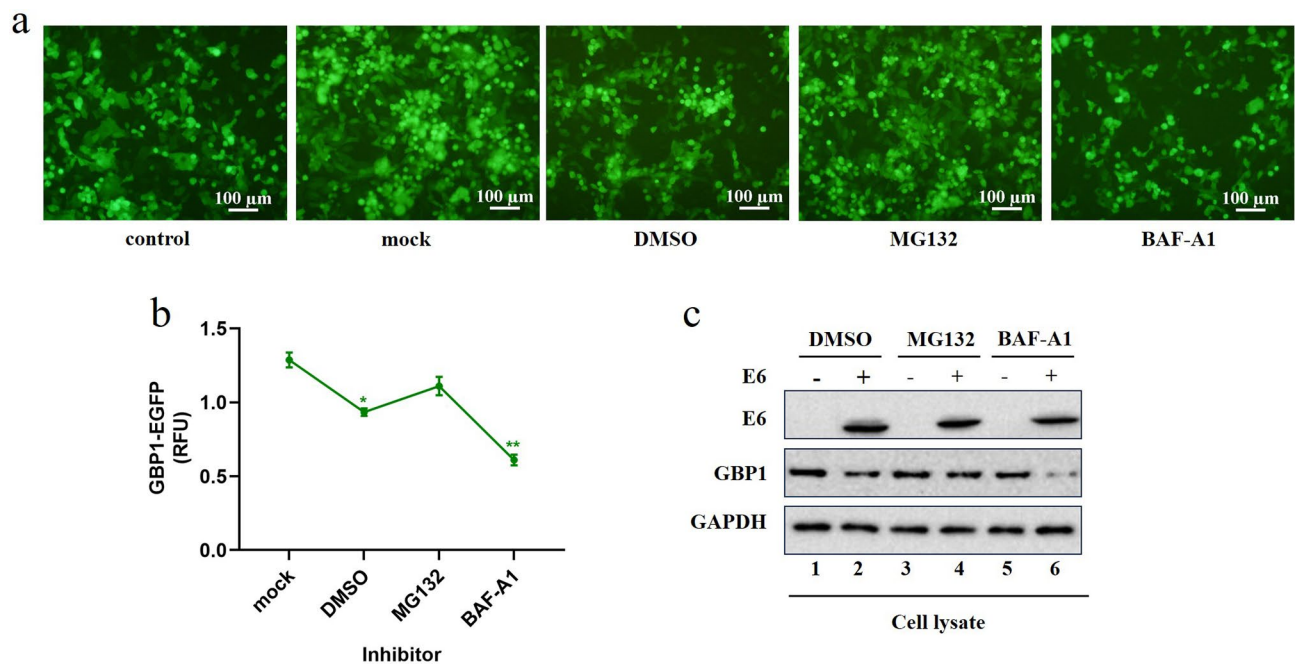 a
100 µm 100 µm 100 µm 100 µm 100 µm
control mock DMSO MG132 BAF-A1
b
GBP1-EGFP
(RFU)
1.5
1.0
0.5
0.0
*
**
mock DMSO MG132 BAF-A1
Inhibitor
c
DMSO MG132 BAF-A1
E6 - + - + - +
E6
GBP1
GAPDH
1 2 3 4 5 6
Cell lysate